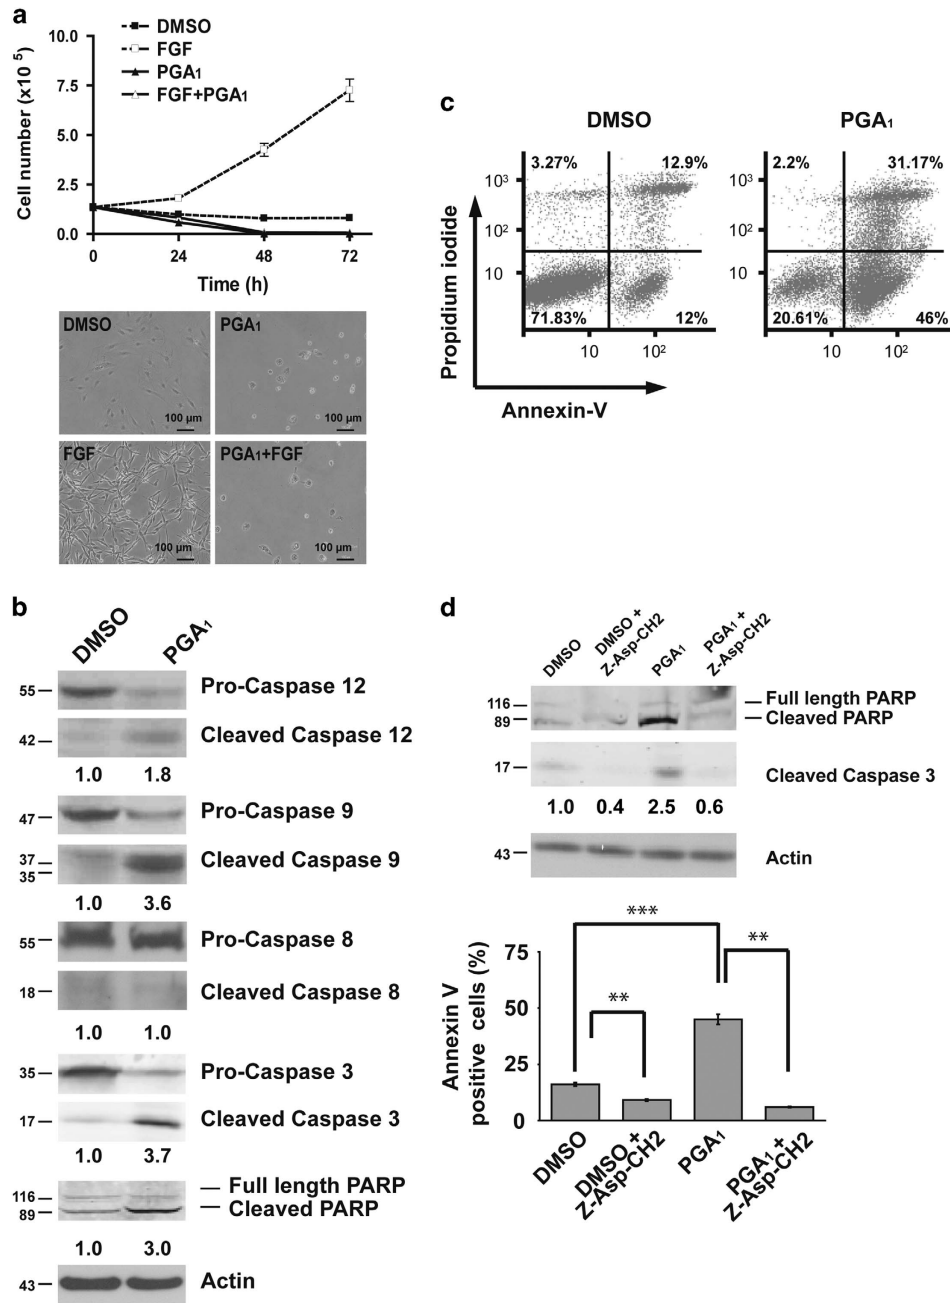 a
DMSO
FGF
PGA1
FGF+PGA1
Cell number (x10 5)
10.0
7.5
5.0
2.5
0.0
0 24 48 72
Time (h)
DMSO
100 µm
PGA1
100 µm
FGF
100 µm
PGA1+FGF
100 µm
b
DMSO PGA1
55 Pro-Caspase 12
42 Cleaved Caspase 12
1.0 1.8
47 Pro-Caspase 9
37
35
Cleaved Caspase 9
1.0 3.6
55 Pro-Caspase 8
18 Cleaved Caspase 8
1.0 1.0
35 Pro-Caspase 3
17 Cleaved Caspase 3
1.0 3.7
116 Full length PARP
89 Cleaved PARP
1.0 3.0
43 Actin
c
DMSO
PGA1
Propidium iodide
10³
10²
10
3.27% 12.9%
71.83% 12%
10 10²
10³
10²
10
2.2% 31.17%
20.61% 46%
10 10²
Annexin-V
d
DMSO
DMSO +
Z-Asp-CH2
PGA1
PGA1 +
Z-Asp-CH2
116 Full length PARP
89 Cleaved PARP
17 Cleaved Caspase 3
1.0 0.4 2.5 0.6
43 Actin
Annexin V
positive cells (%)
75
50
25
0
***
**
**
DMSO
DMSO +
Z-Asp-CH2
PGA1
PGA1 +
Z-Asp-CH2